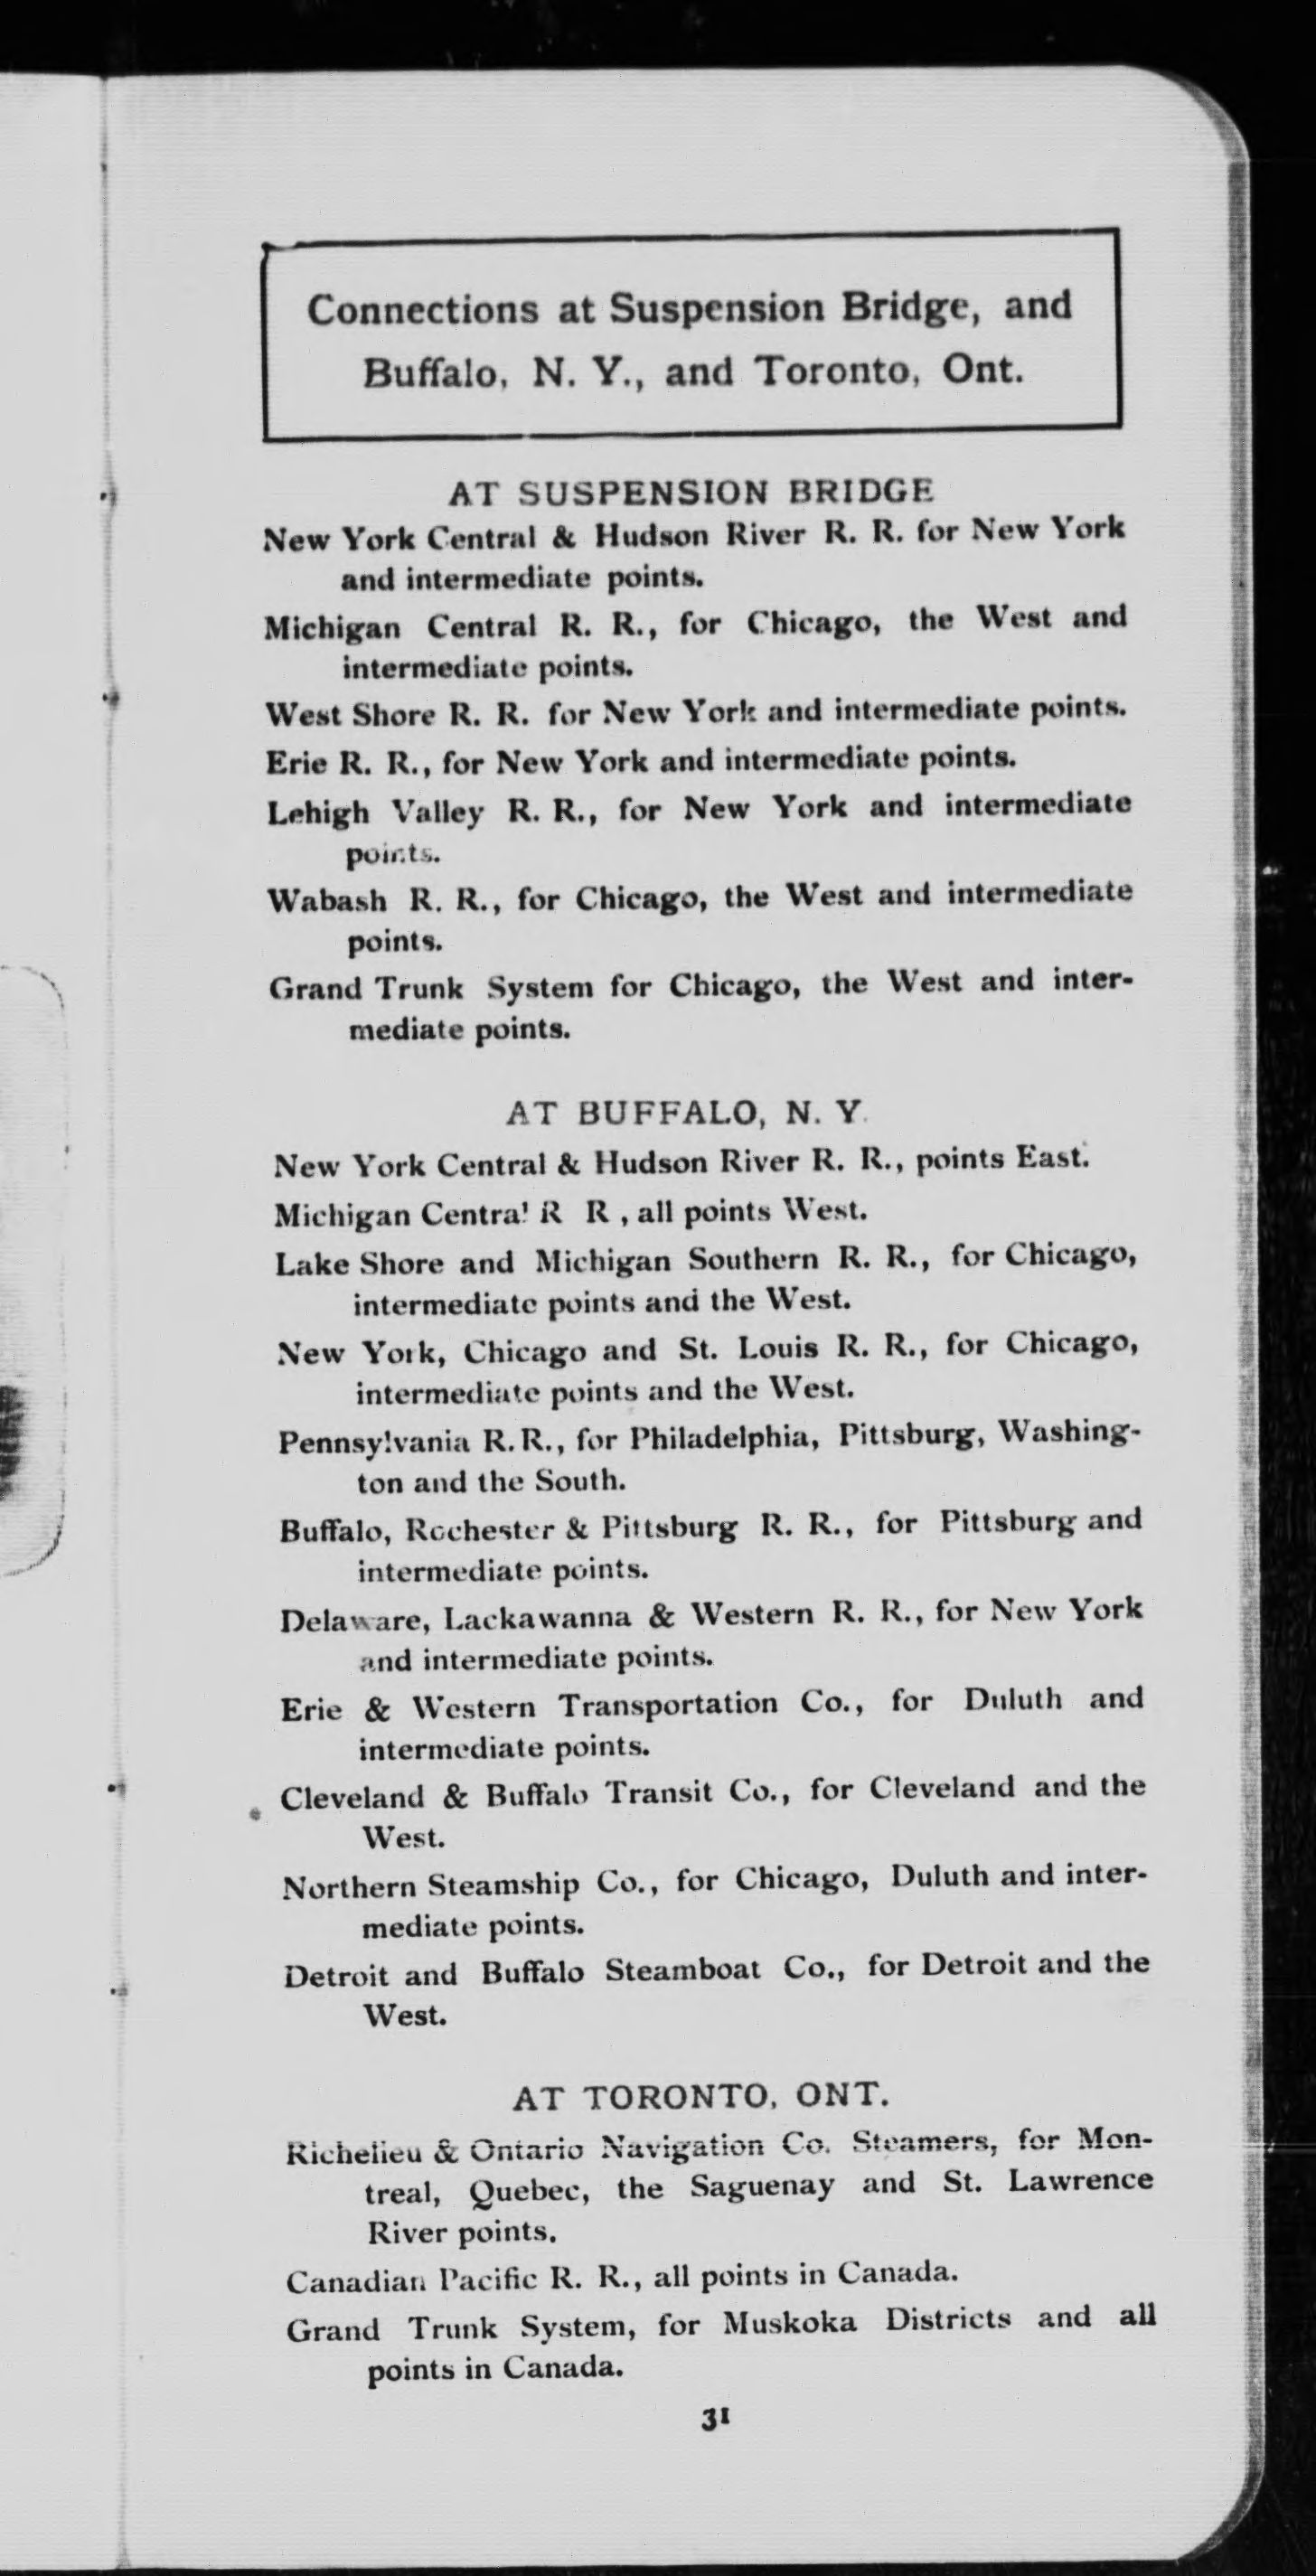 Connections at Suspension Bridge, and
Buffalo, N. Y., and Toronto, Ont.
AT SUSPENSION BRIDGE
New York Central & Hudson River R. R. for New York
and intermediate points.
Michigan Central R. R., for Chicago, the West and
intermediate points.
West Shore R. R. for New York and intermediate points.
Erie R. R., for New York and intermediate points.
Lehigh Valley R. R., for New York and intermediate
points.
Wabash R. R., for Chicago, the West and intermediate
points.
Grand Trunk System for Chicago, the West and inter-
mediate points.
AT BUFFALO, N. Y.
New York Central & Hudson River R. R., points East.
Michigan Central R R , all points West.
Lake Shore and Michigan Southern R. R., for Chicago,
intermediate points and the West.
New York, Chicago and St. Louis R. R., for Chicago,
intermediate points and the West.
Pennsylvania R. R., for Philadelphia, Pittsburg, Washing-
ton and the South.
Buffalo, Rochester & Pittsburg R. R., for Pittsburg and
intermediate points.
Delaware, Lackawanna & Western R. R., for New York
and intermediate points.
Erie & Western Transportation Co., for Duluth and
intermediate points.
Cleveland & Buffalo Transit Co., for Cleveland and the
West.
Northern Steamship Co., for Chicago, Duluth and inter-
mediate points.
Detroit and Buffalo Steamboat Co., for Detroit and the
West.
AT TORONTO, ONT.
Richelieu & Ontario Navigation Co. Steamers, for Mon-
treal, Quebec, the Saguenay and St. Lawrence
River points.
Canadian Pacific R. R., all points in Canada.
Grand Trunk System, for Muskoka Districts and all
points in Canada.
31